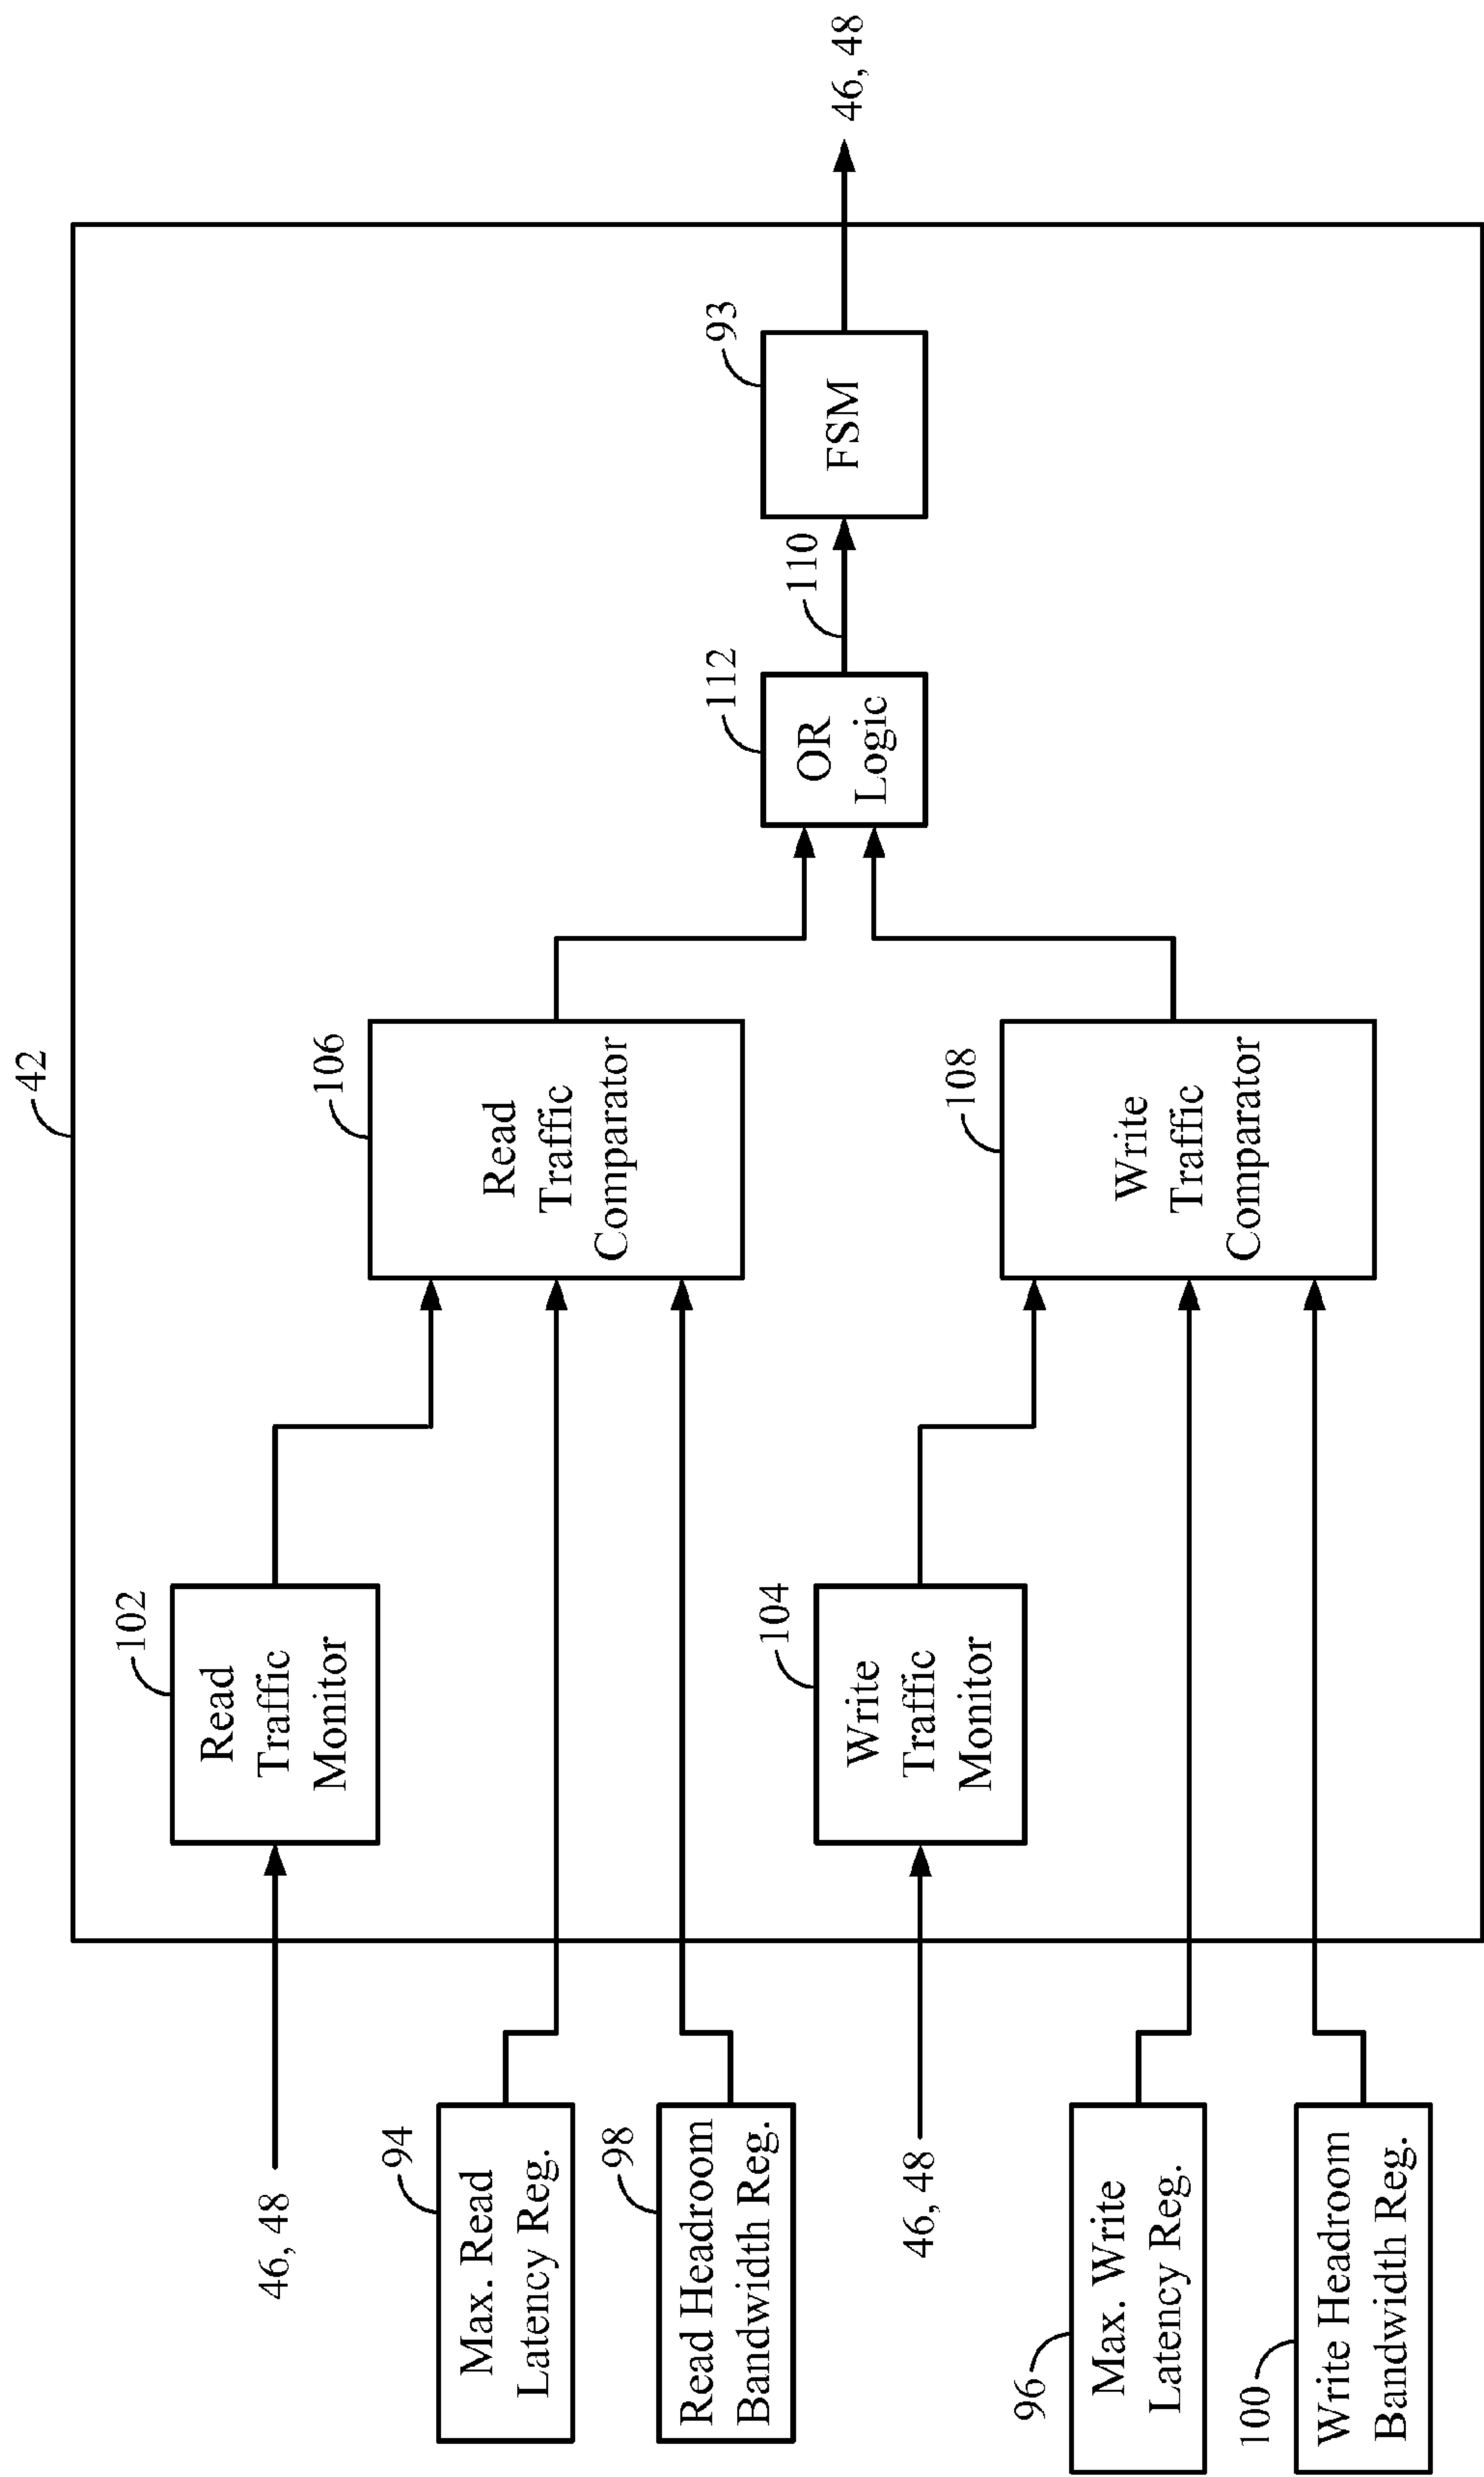 42
46, 48
102
Read
Traffic
Monitor
94
Max. Read
Latency Reg.
98
Read Headroom
Bandwidth Reg.
106
Read
Traffic
Comparator
112
OR
Logic
110
93
FSM
46, 48
46, 48
104
Write
Traffic
Monitor
96
Max. Write
Latency Reg.
100
Write Headroom
Bandwidth Reg.
108
Write
Traffic
Comparator